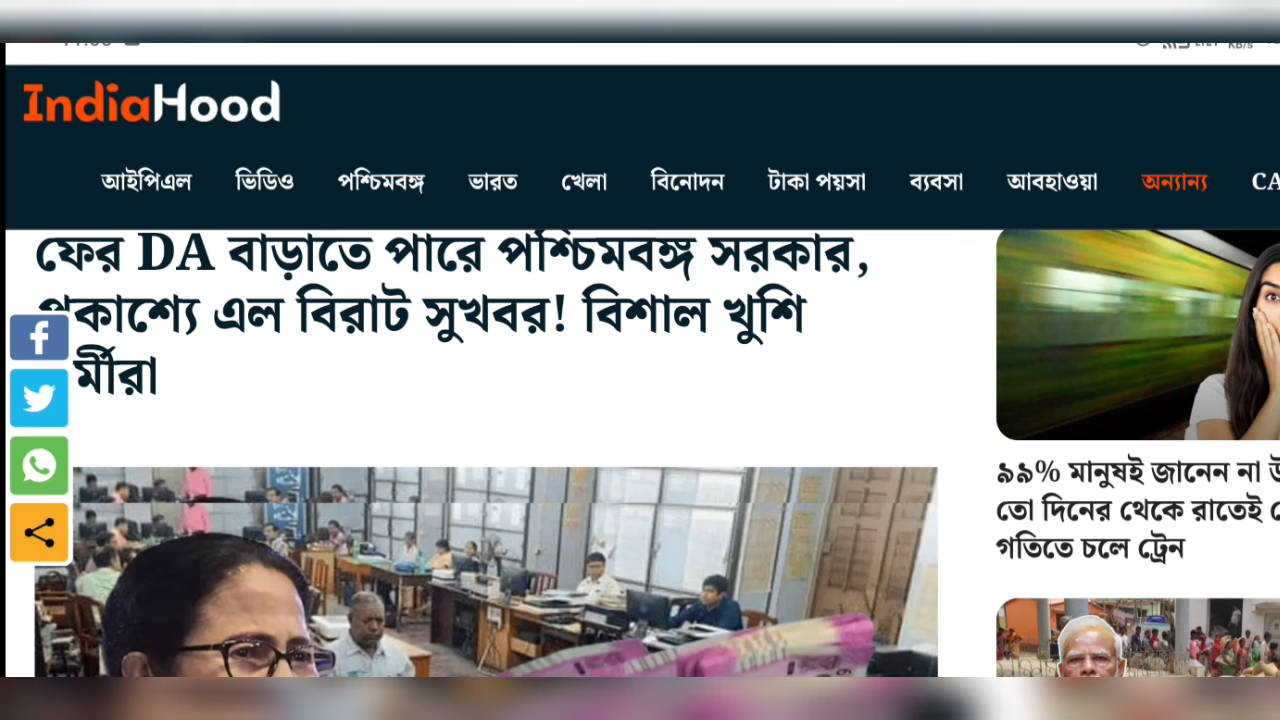 IndiaHood
আইপিএল ভিডিও পশ্চিমবঙ্গ ভারত খেলা বিনোদন টাকা পয়সা ব্যবসা আবহাওয়া অন্যান্য
ফের DA বাড়াতে পারে পশ্চিমবঙ্গ সরকার,
এল বিরাট সুখবর! বিশাল খুশি
৯৯% মানুষই জানেন না
তো দিনের থেকে রাতেই
গতিতে চলে ট্রেন